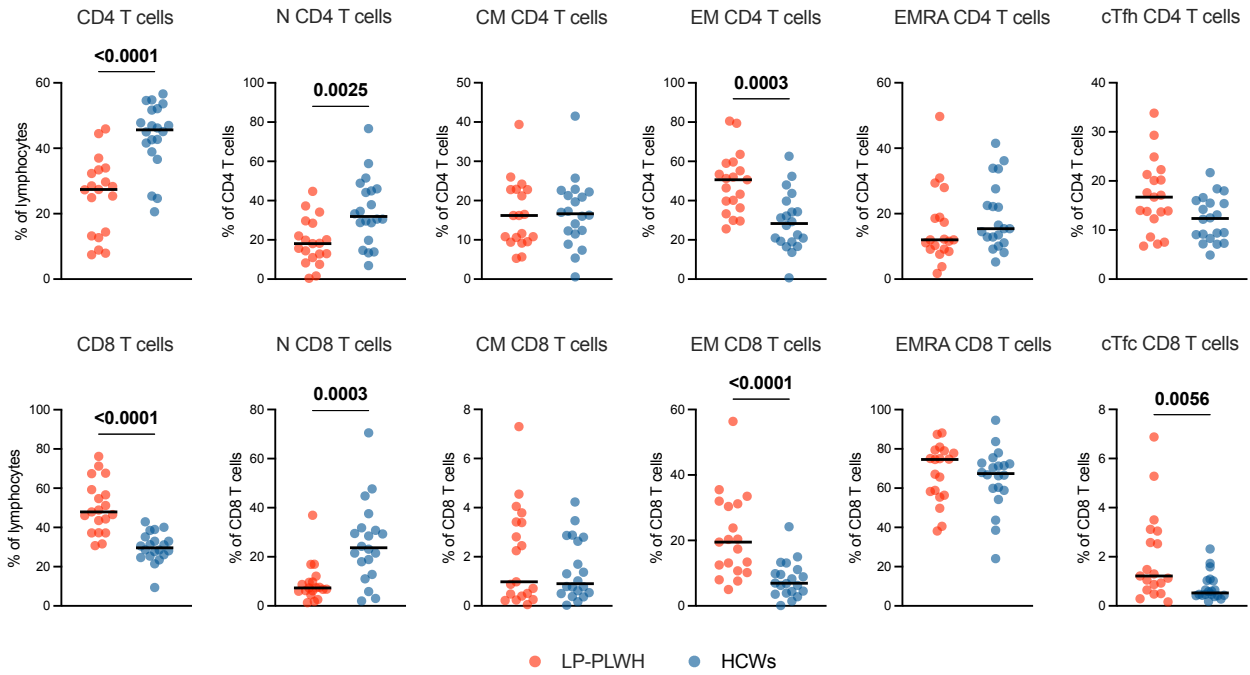 CD4 T cells
N CD4 T cells
CM CD4 T cells
EM CD4 T cells
EMRA CD4 T cells
cTfh CD4 T cells
<0.0001
0.0025
0.0003
% of lymphocytes
60
40
20
0
% of CD4 T cells
100
80
60
40
20
0
% of CD4 T cells
50
40
30
20
10
0
% of CD4 T cells
100
80
60
40
20
0
% of CD4 T cells
60
40
20
0
% of CD4 T cells
40
30
20
10
0
CD8 T cells
N CD8 T cells
CM CD8 T cells
EM CD8 T cells
EMRA CD8 T cells
cTfc CD8 T cells
<0.0001
0.0003
<0.0001
0.0056
% of lymphocytes
100
80
60
40
20
0
% of CD8 T cells
80
60
40
20
0
% of CD8 T cells
8
6
4
2
0
% of CD8 T cells
60
40
20
0
% of CD8 T cells
100
80
60
40
20
0
% of CD8 T cells
8
6
4
2
0
LP-PLWH
HCWs